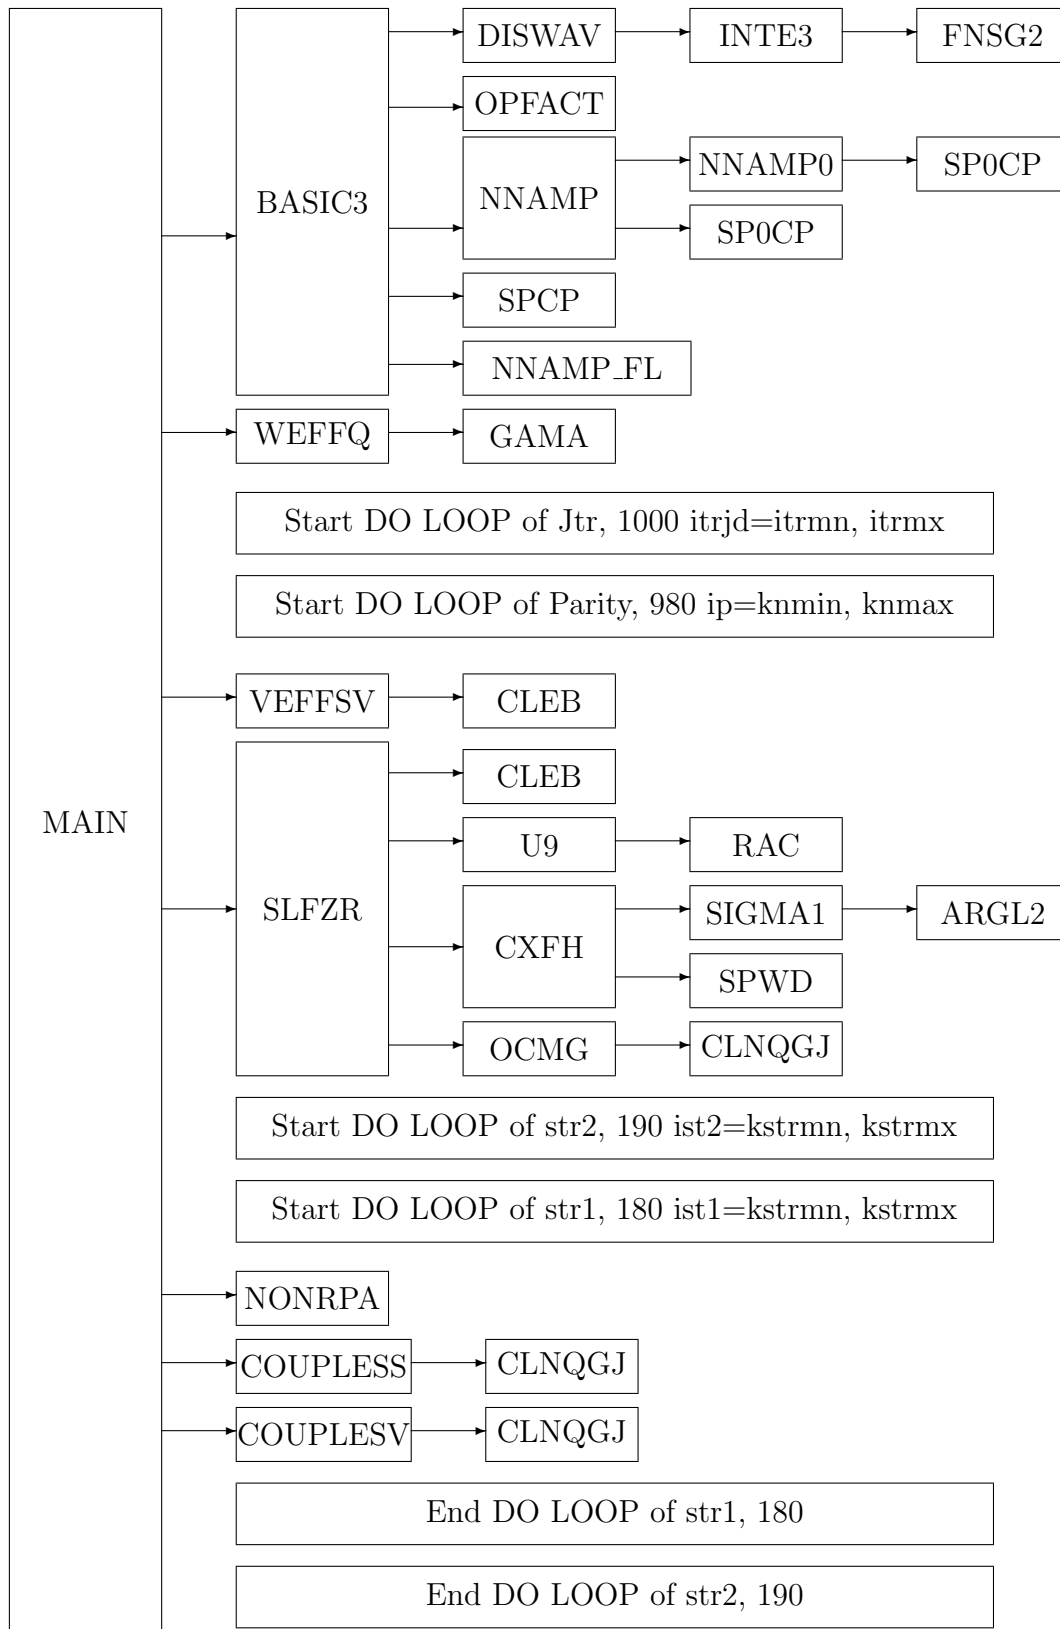 DISWAV INTE3 FNSG2
OPFACT
BASIC3 NNAMP NNAMP0 SP0CP
SP0CP
SPCP
NNAMP_FL
WEFFQ GAMA
Start DO LOOP of Jtr, 1000 itrjd=itrmn, itrmx
Start DO LOOP of Parity, 980 ip=knmin, knmax
VEFFSV CLEB
MAIN
CLEB
U9 RAC
SLFZR CXFH SIGMA1 ARGL2
SPWD
OCMG CLNQGJ
Start DO LOOP of str2, 190 ist2=kstrmn, kstrmx
Start DO LOOP of str1, 180 ist1=kstrmn, kstrmx
NONRPA
COUPLESS CLNQGJ
COUPLESV CLNQGJ
End DO LOOP of str1, 180
End DO LOOP of str2, 190